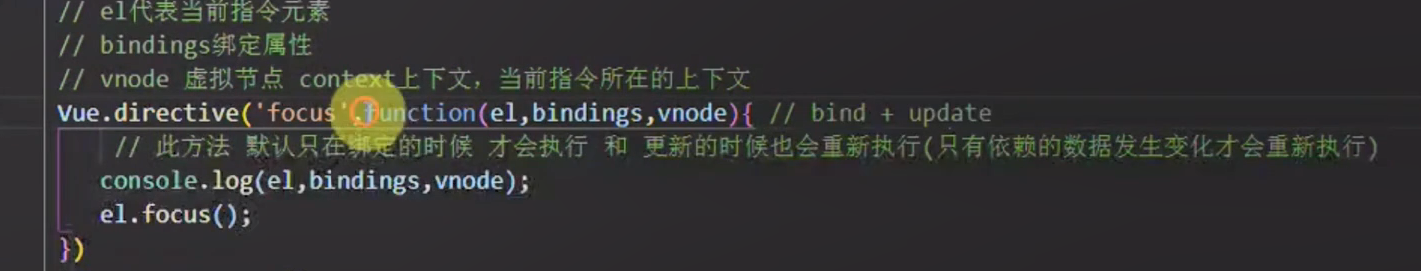 // el代表当前指令元素
// bindings绑定属性
// vnode 虚拟节点 context上下文，当前指令所在的上下文
Vue.directive('focus',function(el,bindings,vnode){ // bind + update
// 此方法 默认只在绑定的时候 才会执行 和 更新的时候也会重新执行(只有依赖的数据发生变化才会重新执行)
console.log(el,bindings,vnode);
el.focus();
})